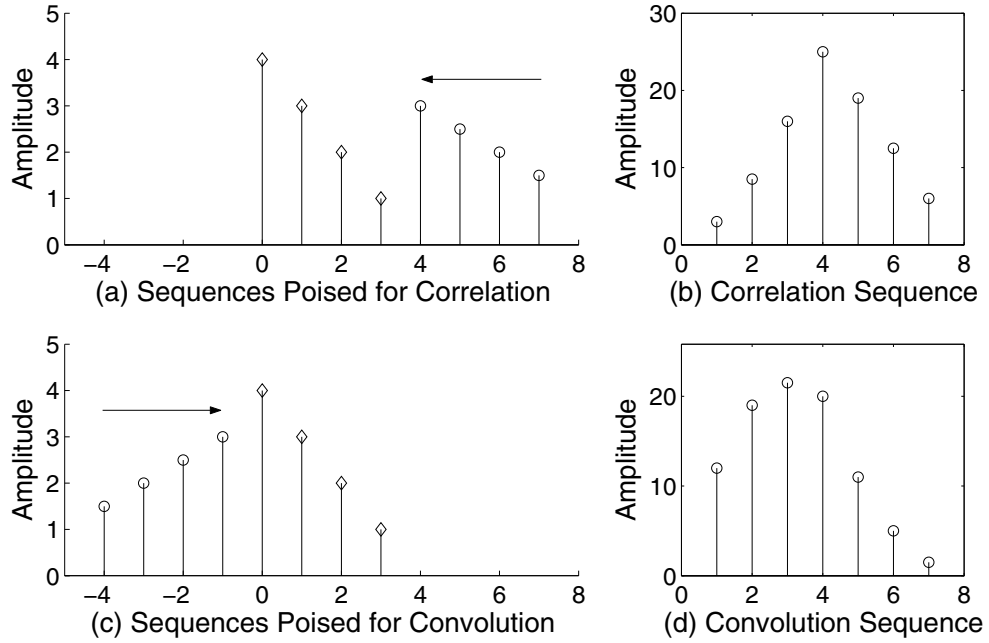 5
4
3
2
1
0
Amplitude
−4 −2 0 2 4 6 8
(a) Sequences Poised for Correlation
30
20
10
0
Amplitude
0 2 4 6 8
(b) Correlation Sequence
5
4
3
2
1
0
Amplitude
−4 −2 0 2 4 6 8
(c) Sequences Poised for Convolution
20
10
0
Amplitude
0 2 4 6 8
(d) Convolution Sequence